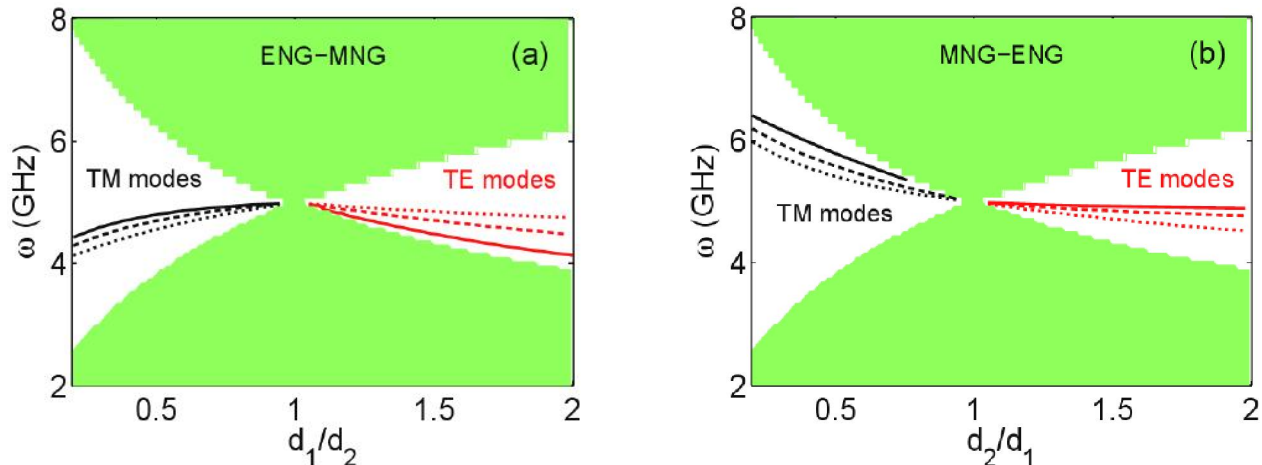 8
6
4
2
ω (GHz)
ENG−MNG
(a)
TM modes
TE modes
0.5
1
1.5
2
d₁/d₂
8
6
4
2
ω (GHz)
MNG−ENG
(b)
TM modes
TE modes
0.5
1
1.5
2
d₂/d₁